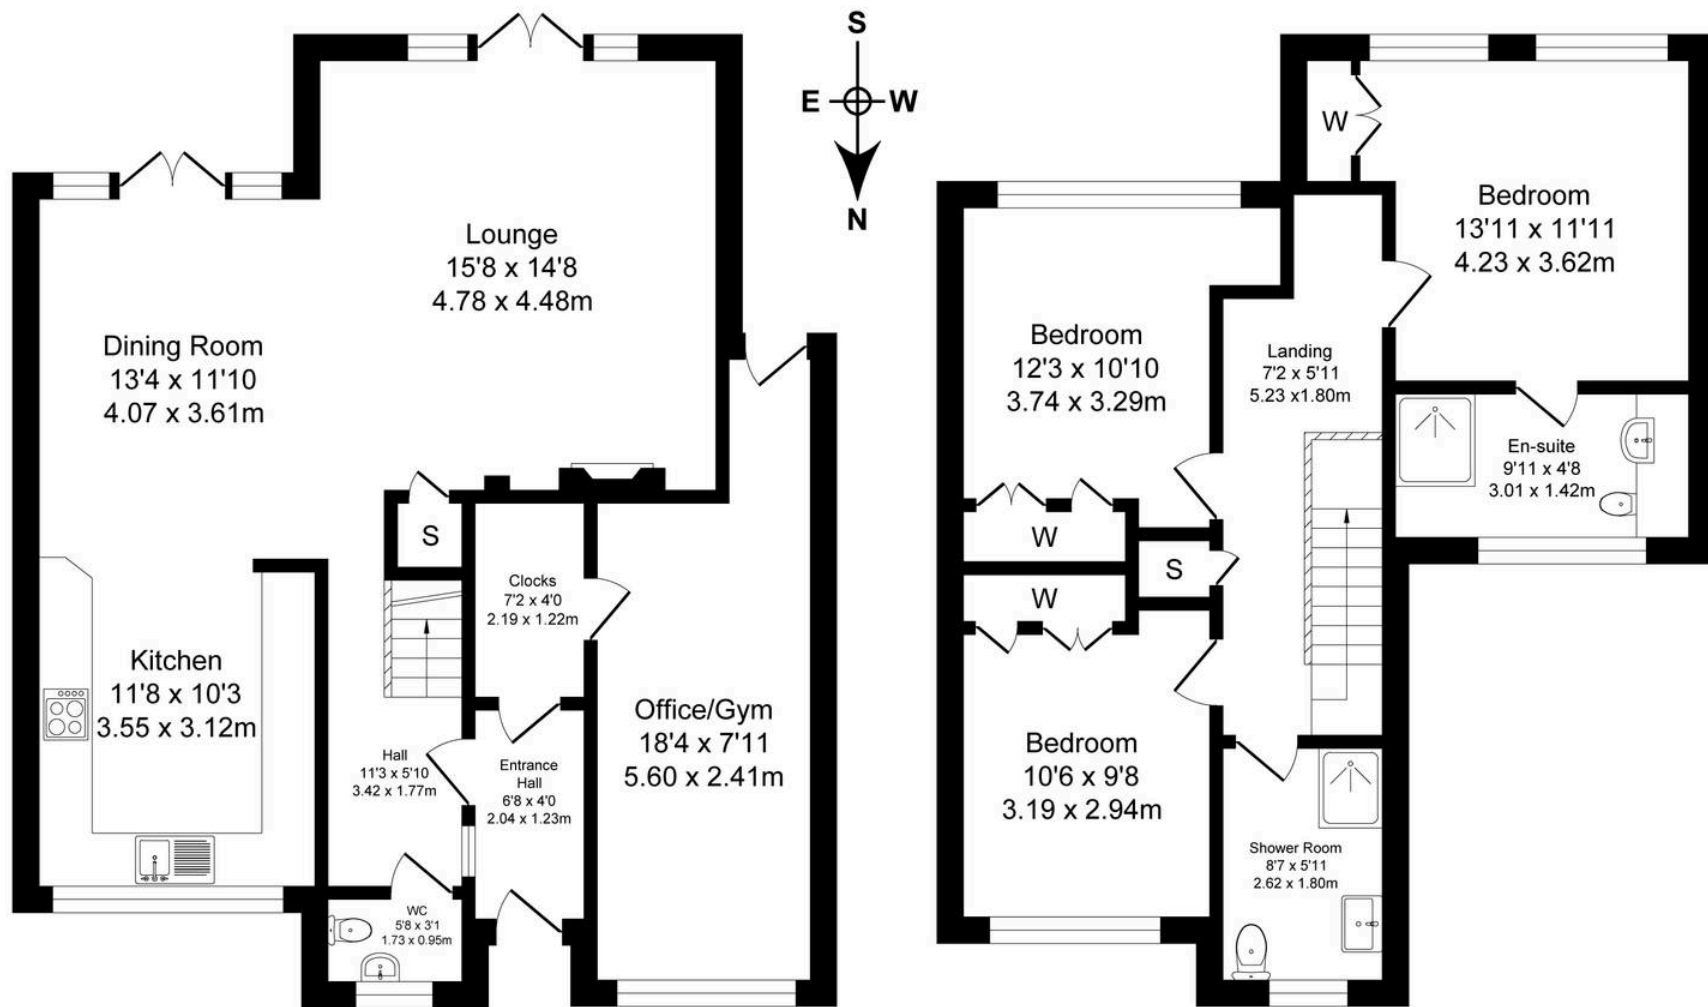 S
E W
N
Lounge
15'8 x 14'8
4.78 x 4.48m
Dining Room
13'4 x 11'10
4.07 x 3.61m
S
Clocks
7'2 x 4'0
2.19 x 1.22m
Kitchen
11'8 x 10'3
3.55 x 3.12m
Office/Gym
18'4 x 7'11
5.60 x 2.41m
Hall
11'3 x 5'10
3.42 x 1.77m
Entrance
Hall
6'8 x 4'0
2.04 x 1.23m
WC
5'8 x 3'1
1.73 x 0.95m
W
Bedroom
13'11 x 11'11
4.23 x 3.62m
Bedroom
12'3 x 10'10
3.74 x 3.29m
Landing
7'2 x 5'11
5.23 x1.80m
En-suite
9'11 x 4'8
3.01 x 1.42m
W
S
W
Bedroom
10'6 x 9'8
3.19 x 2.94m
Shower Room
8'7 x 5'11
2.62 x 1.80m